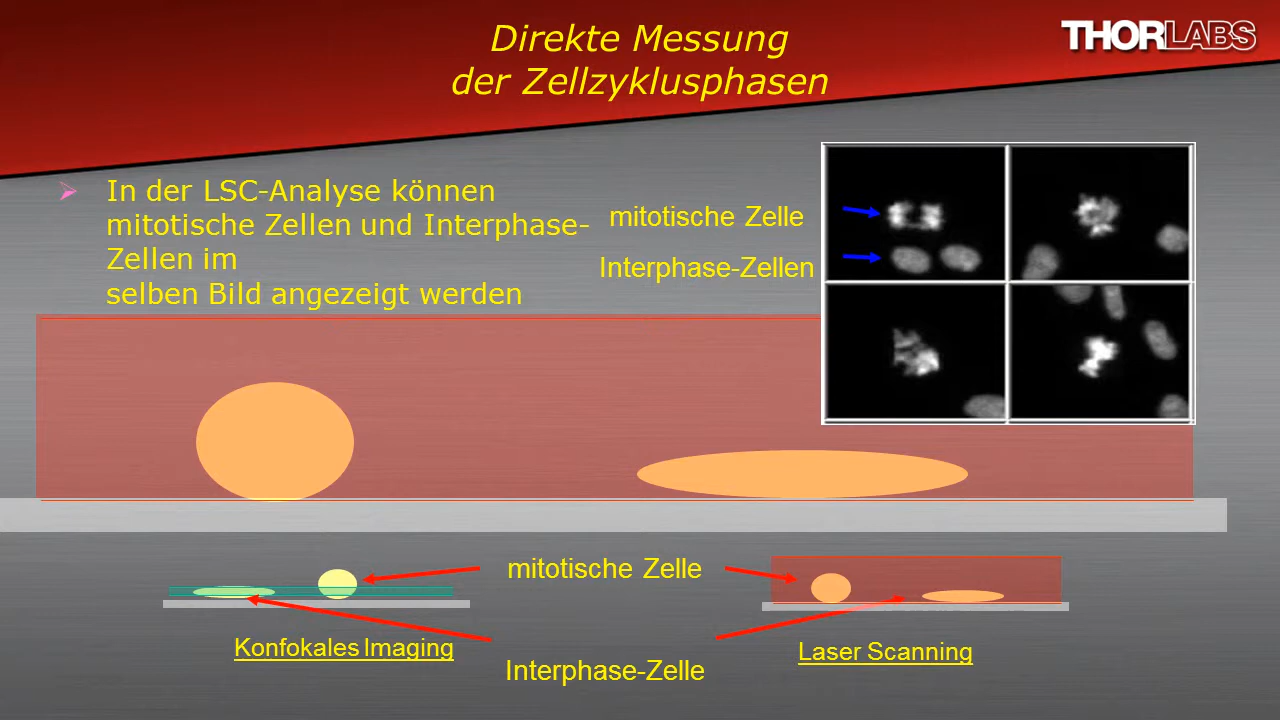 Direkte Messung
der Zellzyklusphasen
THORLABS
In der LSC-Analyse können
mitotische Zellen und Interphase-
Zellen im
selben Bild angezeigt werden
mitotische Zelle
Interphase-Zellen
mitotische Zelle
Konfokales Imaging
Laser Scanning
Interphase-Zelle